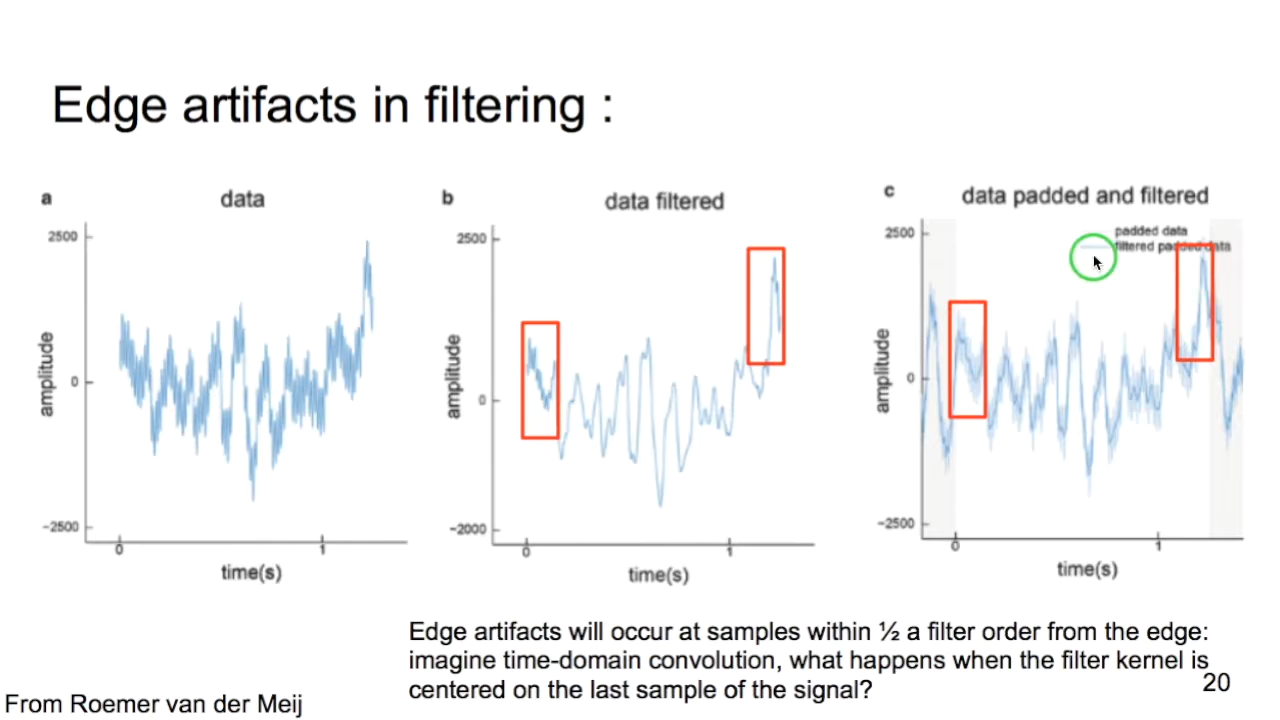 Edge artifacts in filtering :
a
data
2500
0
−2500
0
1
amplitude
time(s)
b
data filtered
2500
0
−2000
0
1
amplitude
time(s)
c
data padded and filtered
padded data
filtered padded data
2500
0
−2500
0
1
amplitude
time(s)
Edge artifacts will occur at samples within ½ a filter order from the edge:
imagine time-domain convolution, what happens when the filter kernel is
centered on the last sample of the signal?
20
From Roemer van der Meij